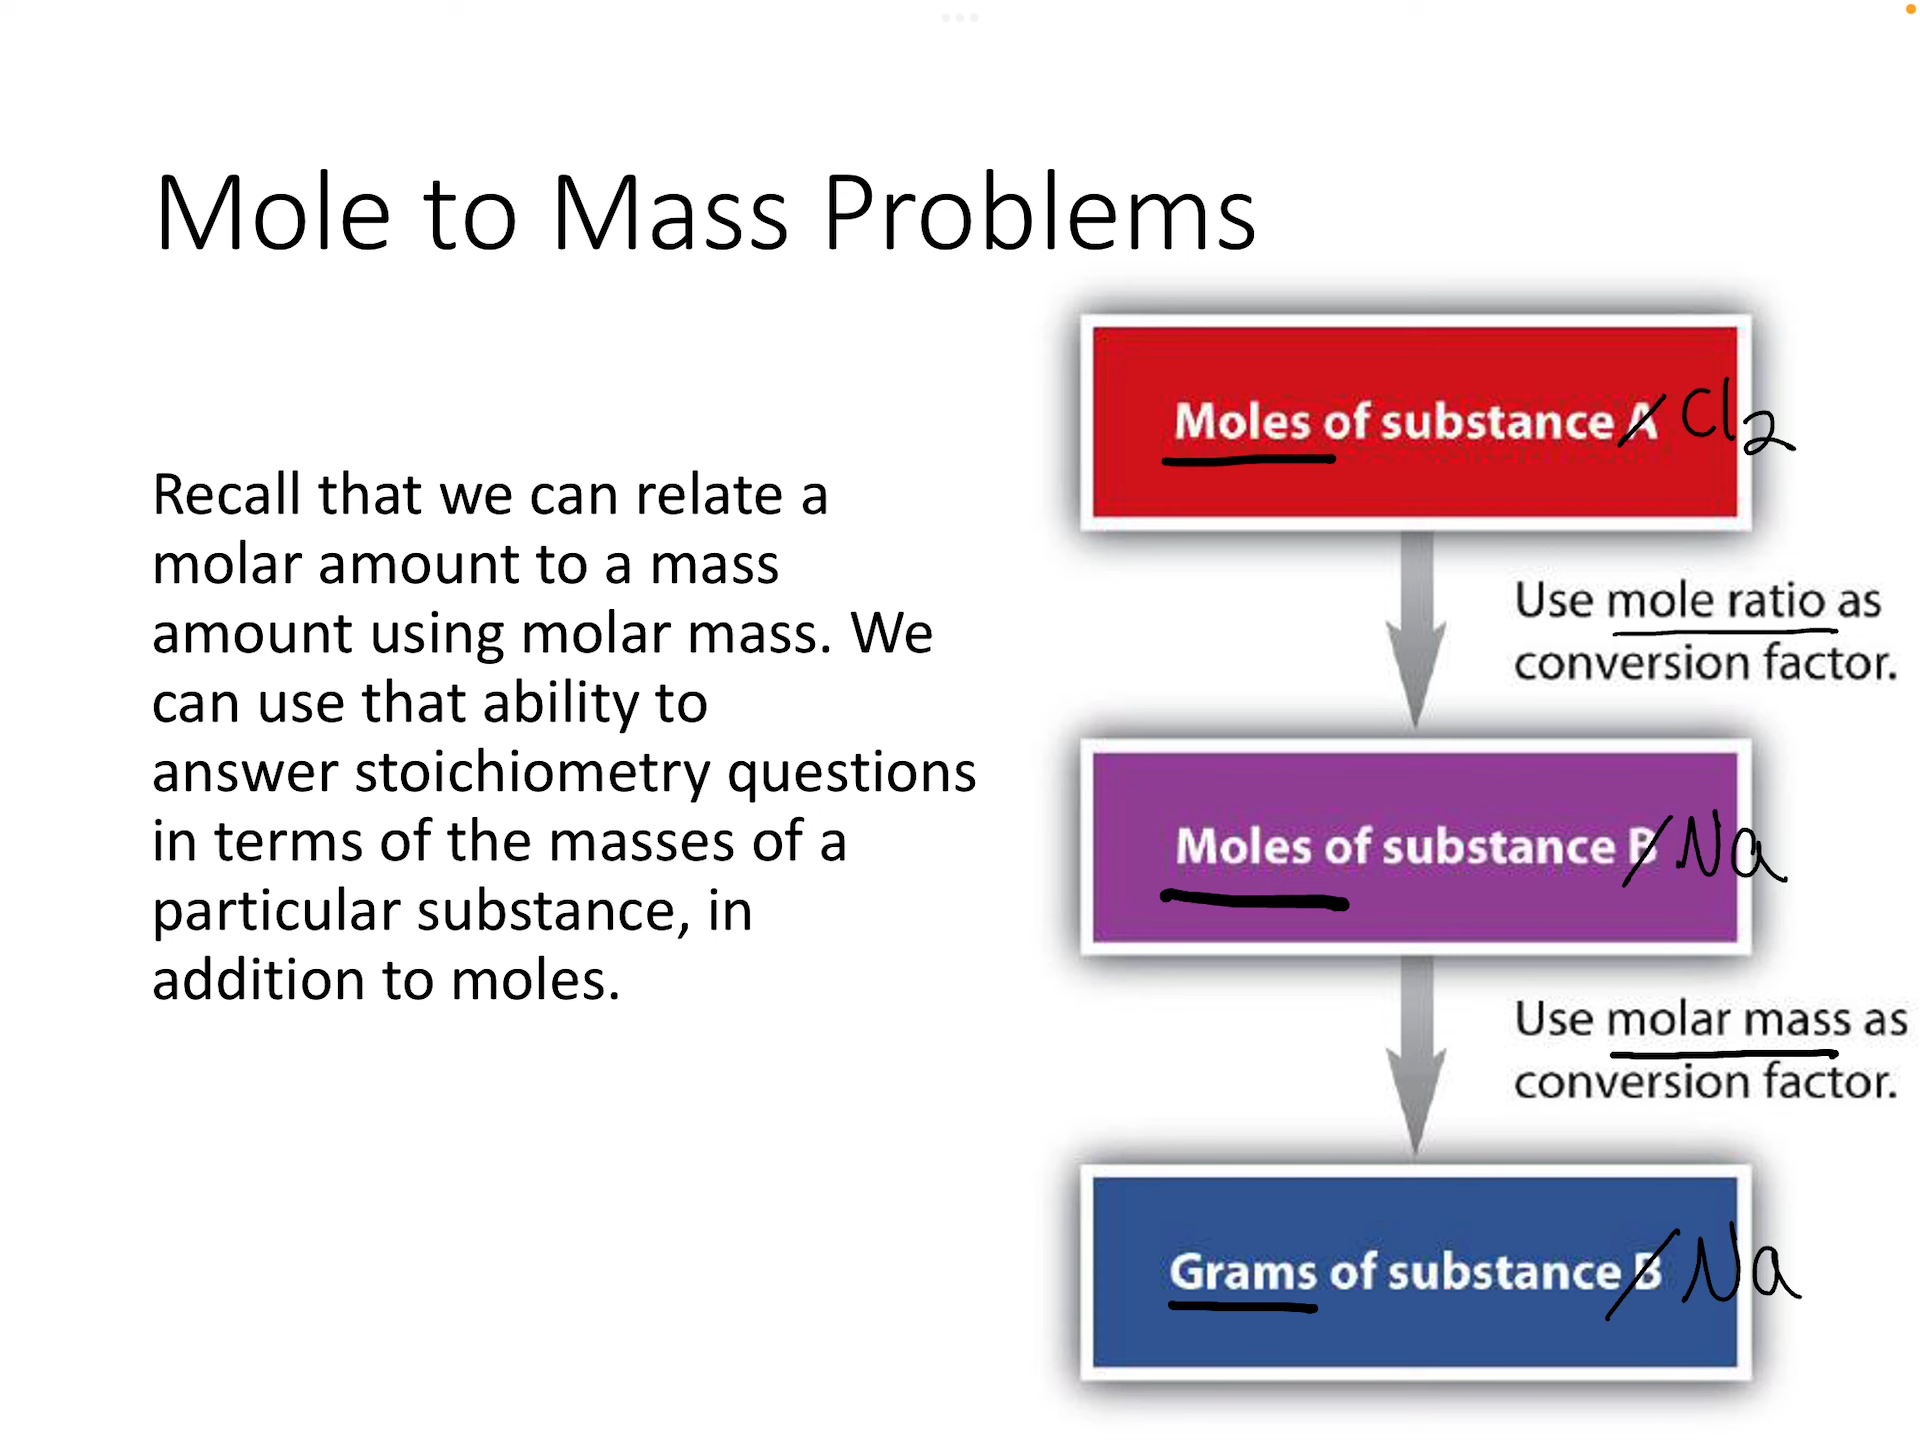 Mole to Mass Problems
Recall that we can relate a
molar amount to a mass
amount using molar mass. We
can use that ability to
answer stoichiometry questions
in terms of the masses of a
particular substance, in
addition to moles.
Moles of substance A Cl₂
Use mole ratio as
conversion factor.
Moles of substance B Na
Use molar mass as
conversion factor.
Grams of substance B Na